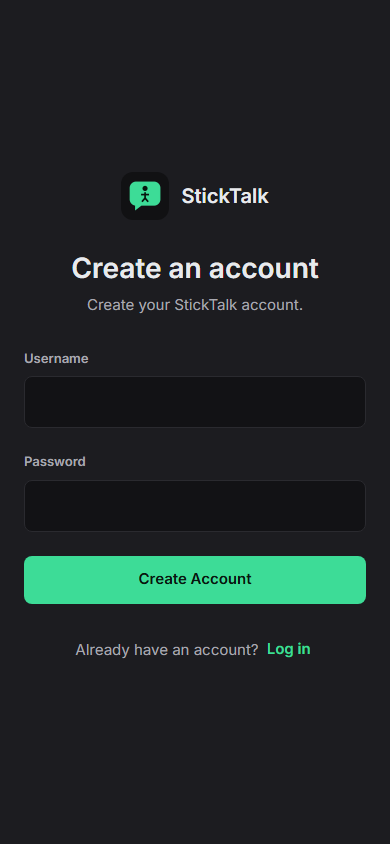 StickTalk
Create an account
Create your StickTalk account.
Username
Password
Create Account
Already have an account? Log in